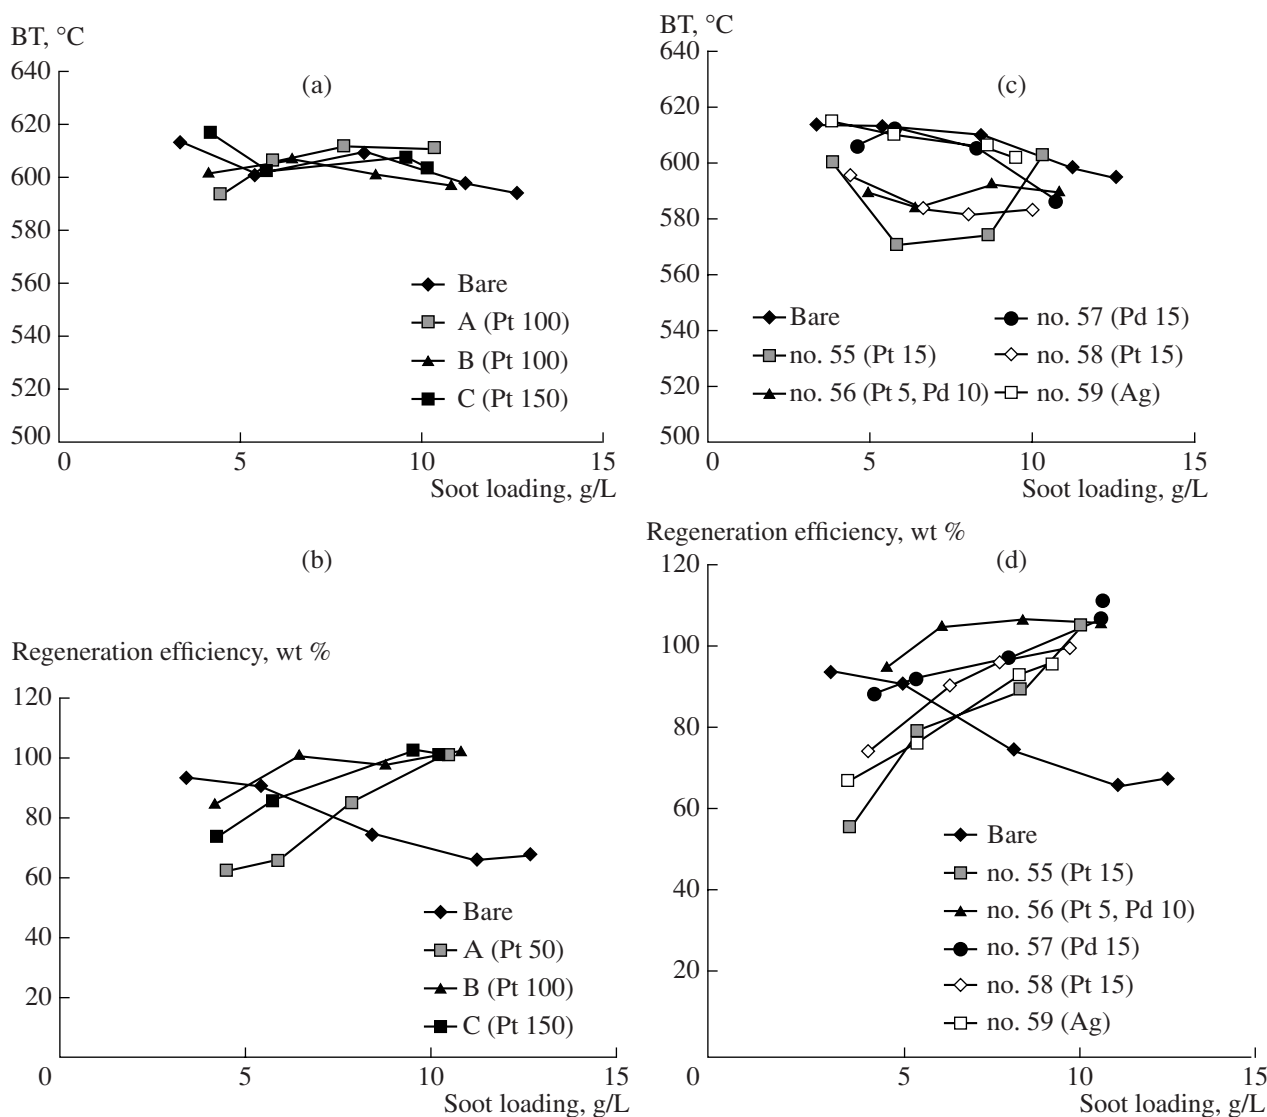 BT, °C
(a)
640
620
600
580
560
540
520
500
0
5
10
15
Soot loading, g/L
Bare
A (Pt 100)
B (Pt 100)
C (Pt 150)
BT, °C
(c)
640
620
600
580
560
540
520
500
0
5
10
15
Soot loading, g/L
Bare
no. 55 (Pt 15)
no. 56 (Pt 5, Pd 10)
no. 57 (Pd 15)
no. 58 (Pt 15)
no. 59 (Ag)
(b)
Regeneration efficiency, wt %
120
100
80
60
40
20
0
5
10
15
Soot loading, g/L
Bare
A (Pt 50)
B (Pt 100)
C (Pt 150)
Regeneration efficiency, wt %
(d)
120
100
80
60
40
20
0
5
10
15
Soot loading, g/L
Bare
no. 55 (Pt 15)
no. 56 (Pt 5, Pd 10)
no. 57 (Pd 15)
no. 58 (Pt 15)
no. 59 (Ag)